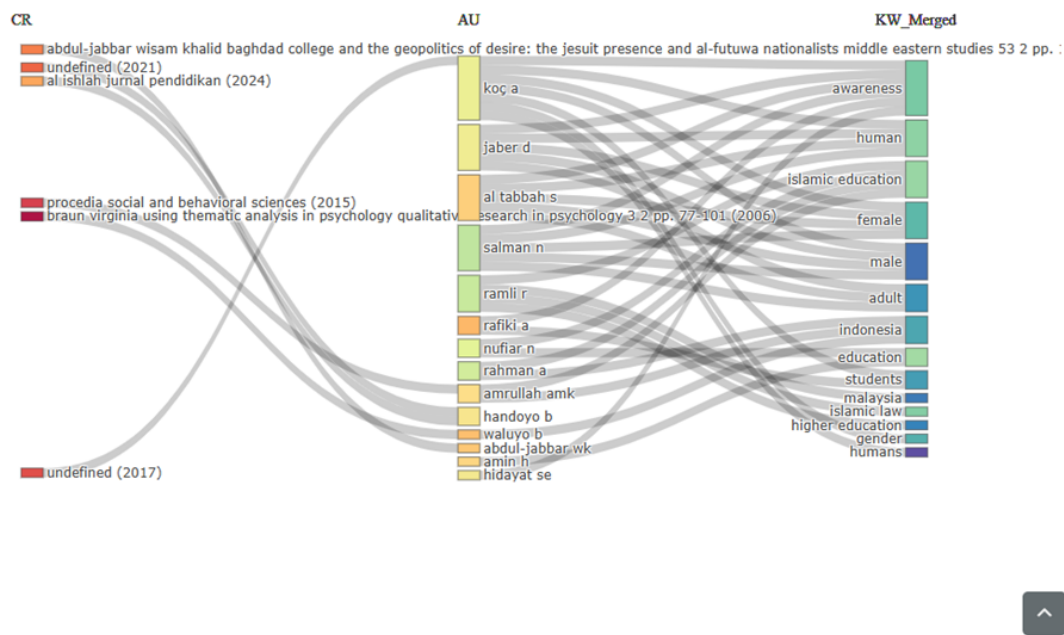 CR
AU
KW_Merged
abdul-jabbar wisam khalid baghdad college and the geopolitics of desire: the jesuit presence and al-futuwa nationalists middle eastern studies 53 2 pp.
undefined (2021)
al ishlah jurnal pendidikan (2024)
procedia social and behavioral sciences (2015)
braun virginia using thematic analysis in psychology qualitative research in psychology 3 2 pp. 77-101 (2006)
undefined (2017)
koç a
jaber d
al tabbah s
salman n
ramli r
rafiki a
nufiar n
rahman a
amrullah amk
handoyo b
waluyo b
abdul-jabbar wk
amin h
hidayat se
awareness
human
islamic education
female
male
adult
indonesia
education
students
malaysia
islamic law
higher education
gender
humans